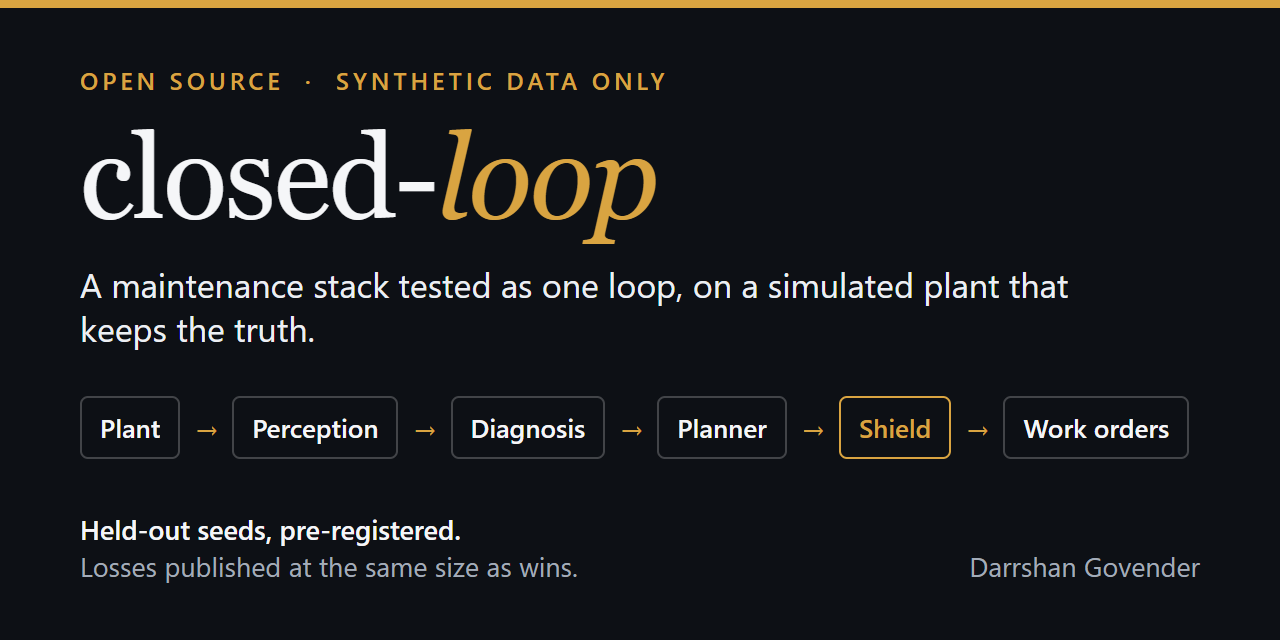 OPEN SOURCE · SYNTHETIC DATA ONLY
closed-loop
A maintenance stack tested as one loop, on a simulated plant that
keeps the truth.
Plant → Perception → Diagnosis → Planner → Shield → Work orders
Held-out seeds, pre-registered.
Losses published at the same size as wins.
Darrshan Govender